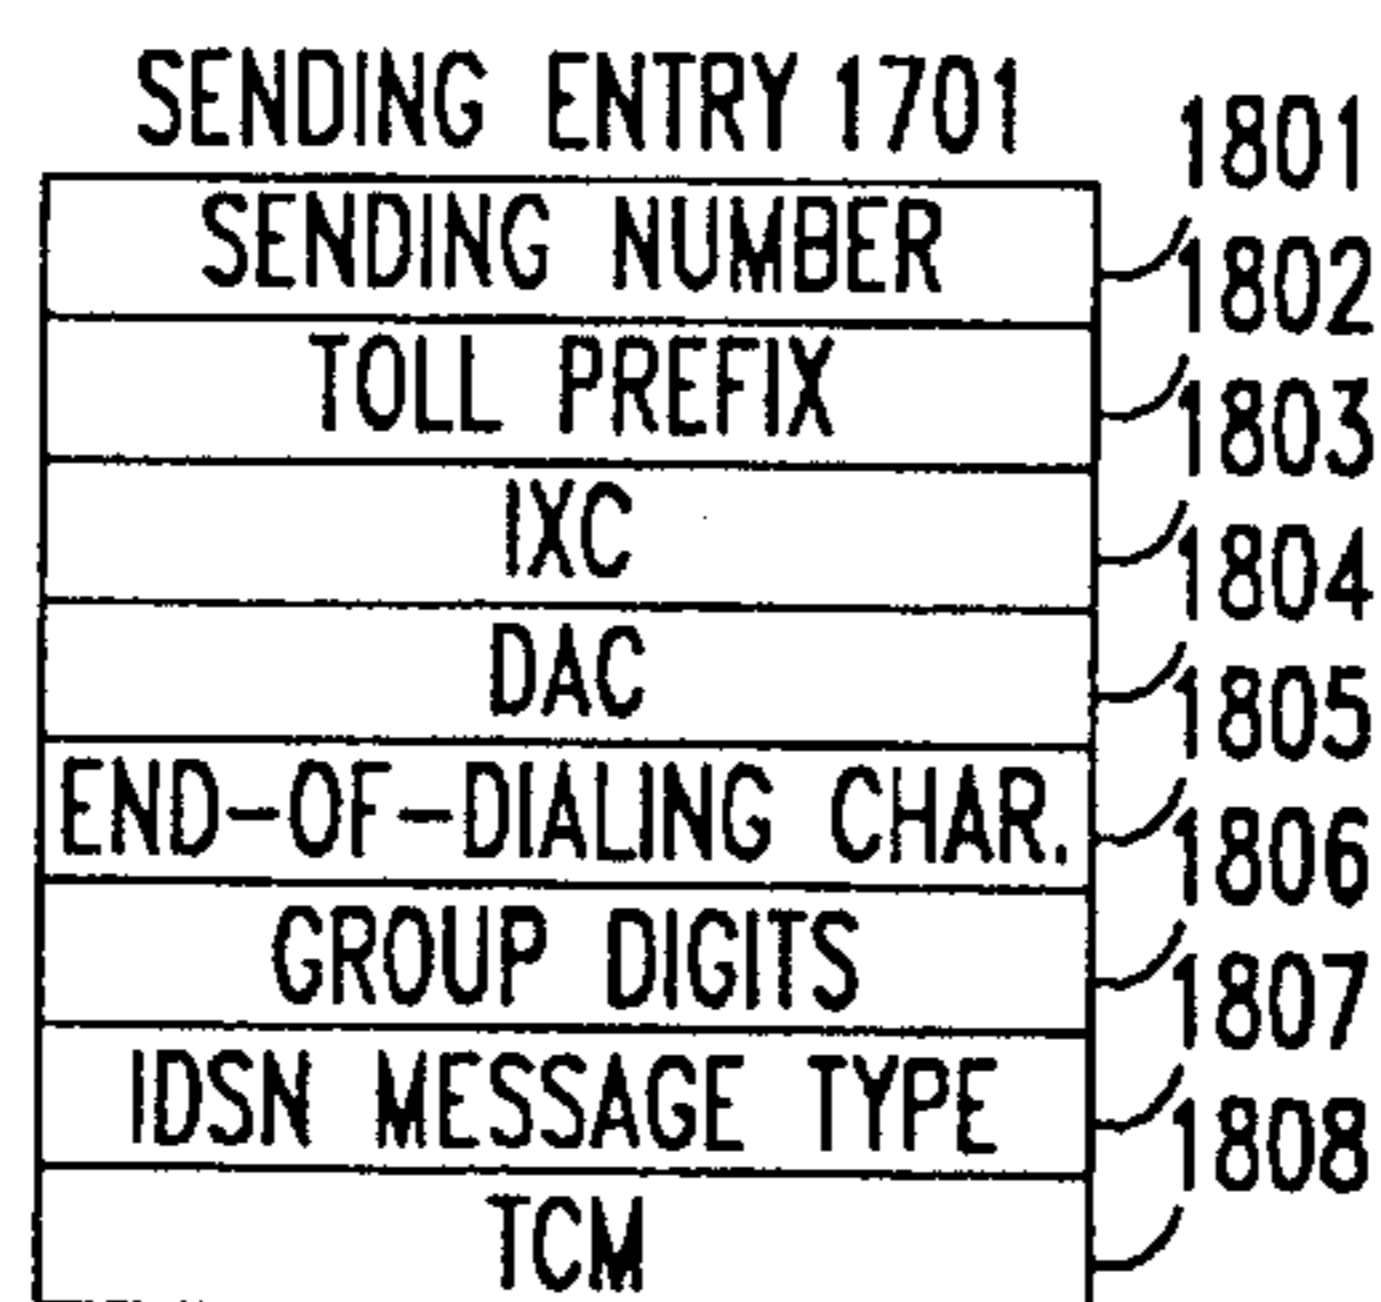 SENDING ENTRY 1701
1801
SENDING NUMBER
1802
TOLL PREFIX
1803
IXC
1804
DAC
1805
END-OF-DIALING CHAR.
1806
GROUP DIGITS
1807
IDSN MESSAGE TYPE
1808
TCM